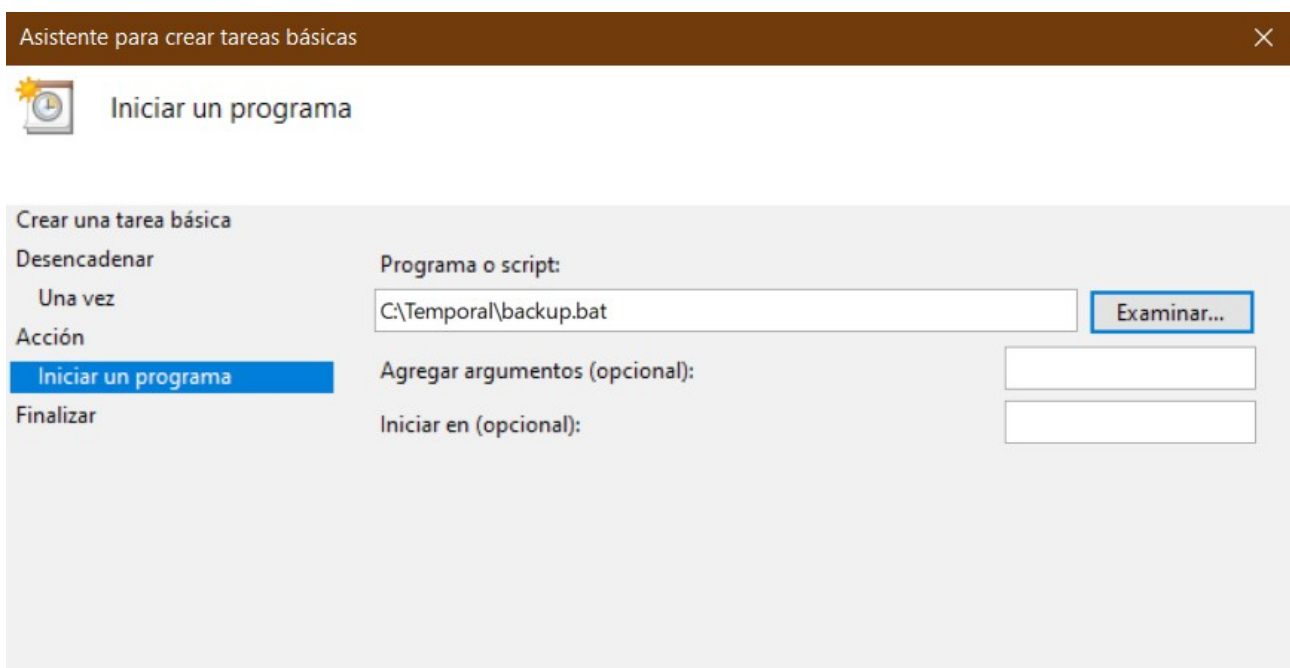 Asistente para crear tareas básicas
Iniciar un programa
Crear una tarea básica
Desencadenar
Una vez
Acción
Iniciar un programa
Finalizar
Programa o script:
C:\Temporal\backup.bat
Examinar...
Agregar argumentos (opcional):
Iniciar en (opcional):